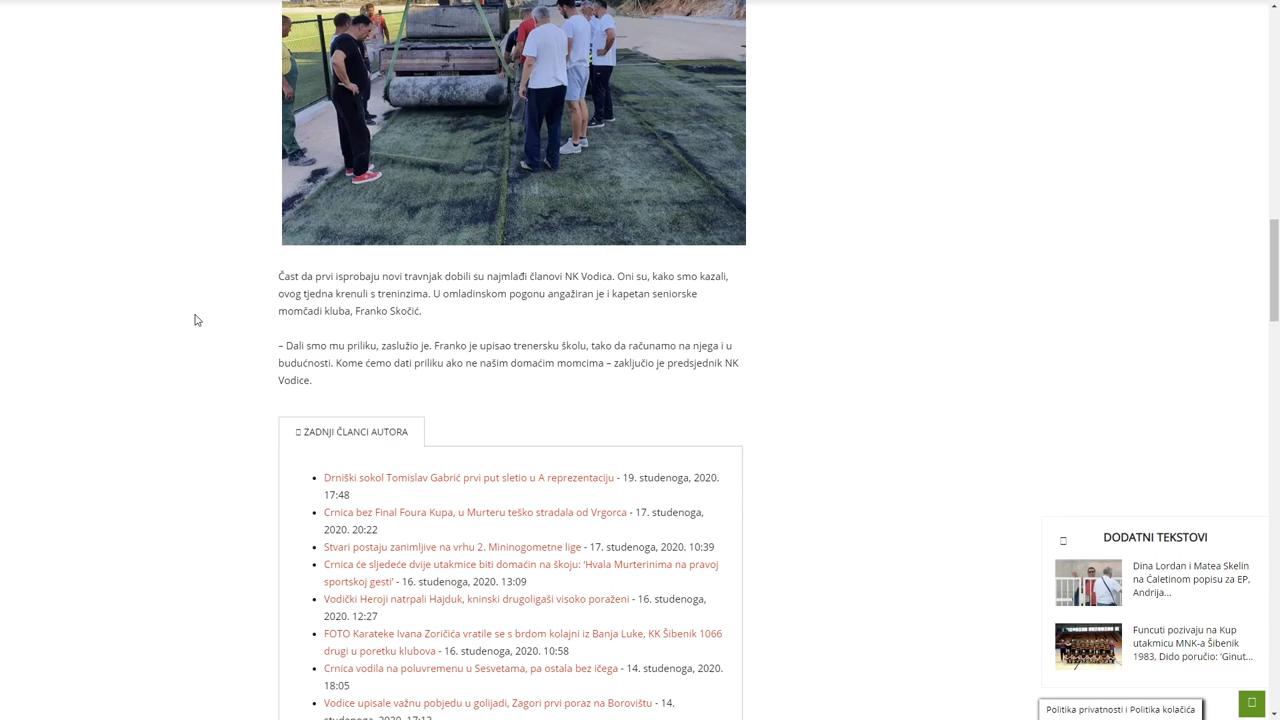 Čast da prvi isprobaju novi travnjak dobili su najmlađi članovi NK Vodica. Oni su, kako smo kazali,
ovog tjedna krenuli s treninzima. U omladinskom pogonu angažiran je i kapetan seniorske
momčadi kluba, Franko Skočić.
– Dali smo mu priliku, zaslužio je. Franko je upisao trenersku školu, tako da računamo na njega i u
budućnosti. Kome ćemo dati priliku ako ne našim domaćim momcima – zaključio je predsjednik NK
Vodice.
ZADNJI ČLANCI AUTORA
Drniški sokol Tomislav Gabrić prvi put sletio u A reprezentaciju - 19. studenoga, 2020.
17:48
Crnica bez Final Foura Kupa, u Murteru teško stradala od Vrgorca - 17. studenoga,
2020. 20:22
Stvari postaju zanimljive na vrhu 2. Mininogometne lige - 17. studenoga, 2020. 10:39
Crnica će sljedeće dvije utakmice biti domaćin na škoju: ‘Hvala Murterinima na pravoj
sportskoj gesti’ - 16. studenoga, 2020. 13:09
Vodički Heroji natrpali Hajduk, kninski drugoligaši visoko poraženi - 16. studenoga,
2020. 12:27
FOTO Karateke Ivana Zoričića vratile se s brdom kolajni iz Banja Luke, KK Šibenik 1066
drugi u poretku klubova - 16. studenoga, 2020. 10:58
Crnica vodila na poluvremenu u Sesvetama, pa ostala bez ičega - 14. studenoga, 2020.
18:05
Vodice upisale važnu pobjedu u golijadi, Zagori prvi poraz na Borovištu - 14.
studenoga, 2020. 17:13
DODATNI TEKSTOVI
Dina Lordan i Matea Skelin
na Ćaletinom popisu za EP,
Andrija...
Funcuti pozivaju na Kup
utakmicu MNK-a Šibenik
1983, Dido poručio: ‘Ginut...
Politika privatnosti i Politika kolačića